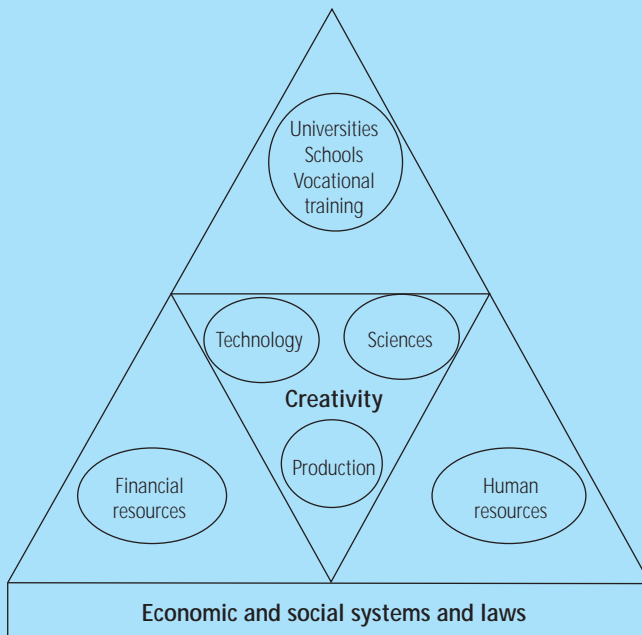 Universities
Schools
Vocational
training
Technology
Sciences
Creativity
Production
Financial
resources
Human
resources
Economic and social systems and laws